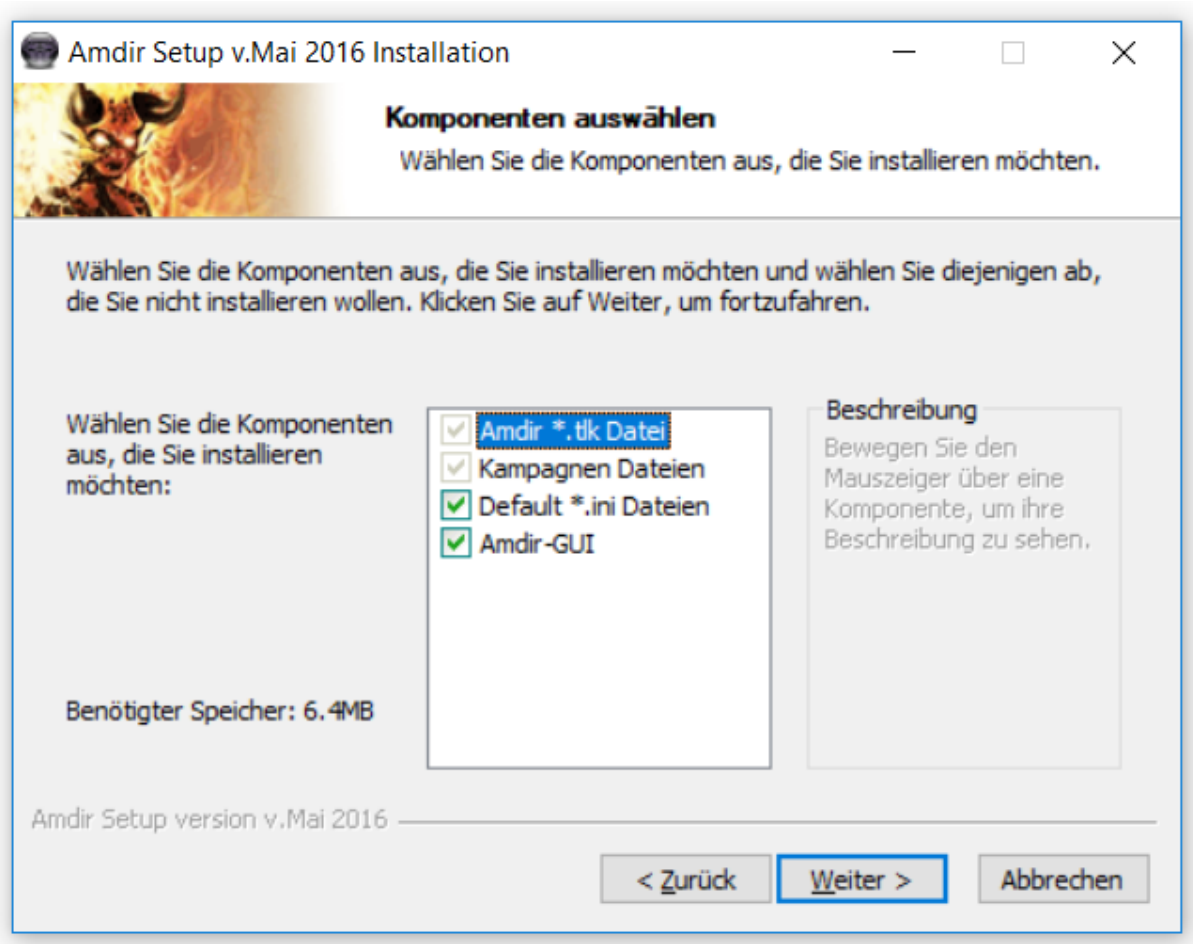 Amdir Setup v.Mai 2016 Installation
Komponenten auswählen
Wählen Sie die Komponenten aus, die Sie installieren möchten.
Wählen Sie die Komponenten aus, die Sie installieren möchten und wählen Sie diejenigen ab,
die Sie nicht installieren wollen. Klicken Sie auf Weiter, um fortzufahren.
Wählen Sie die Komponenten
aus, die Sie installieren
möchten:
Amdir *.tlk Datei
Kampagnen Dateien
Default *.ini Dateien
Amdir-GUI
Beschreibung
Bewegen Sie den
Mauszeiger über eine
Komponente, um ihre
Beschreibung zu sehen.
Benötigter Speicher: 6.4MB
Amdir Setup version v.Mai 2016
< Zurück
Weiter >
Abbrechen